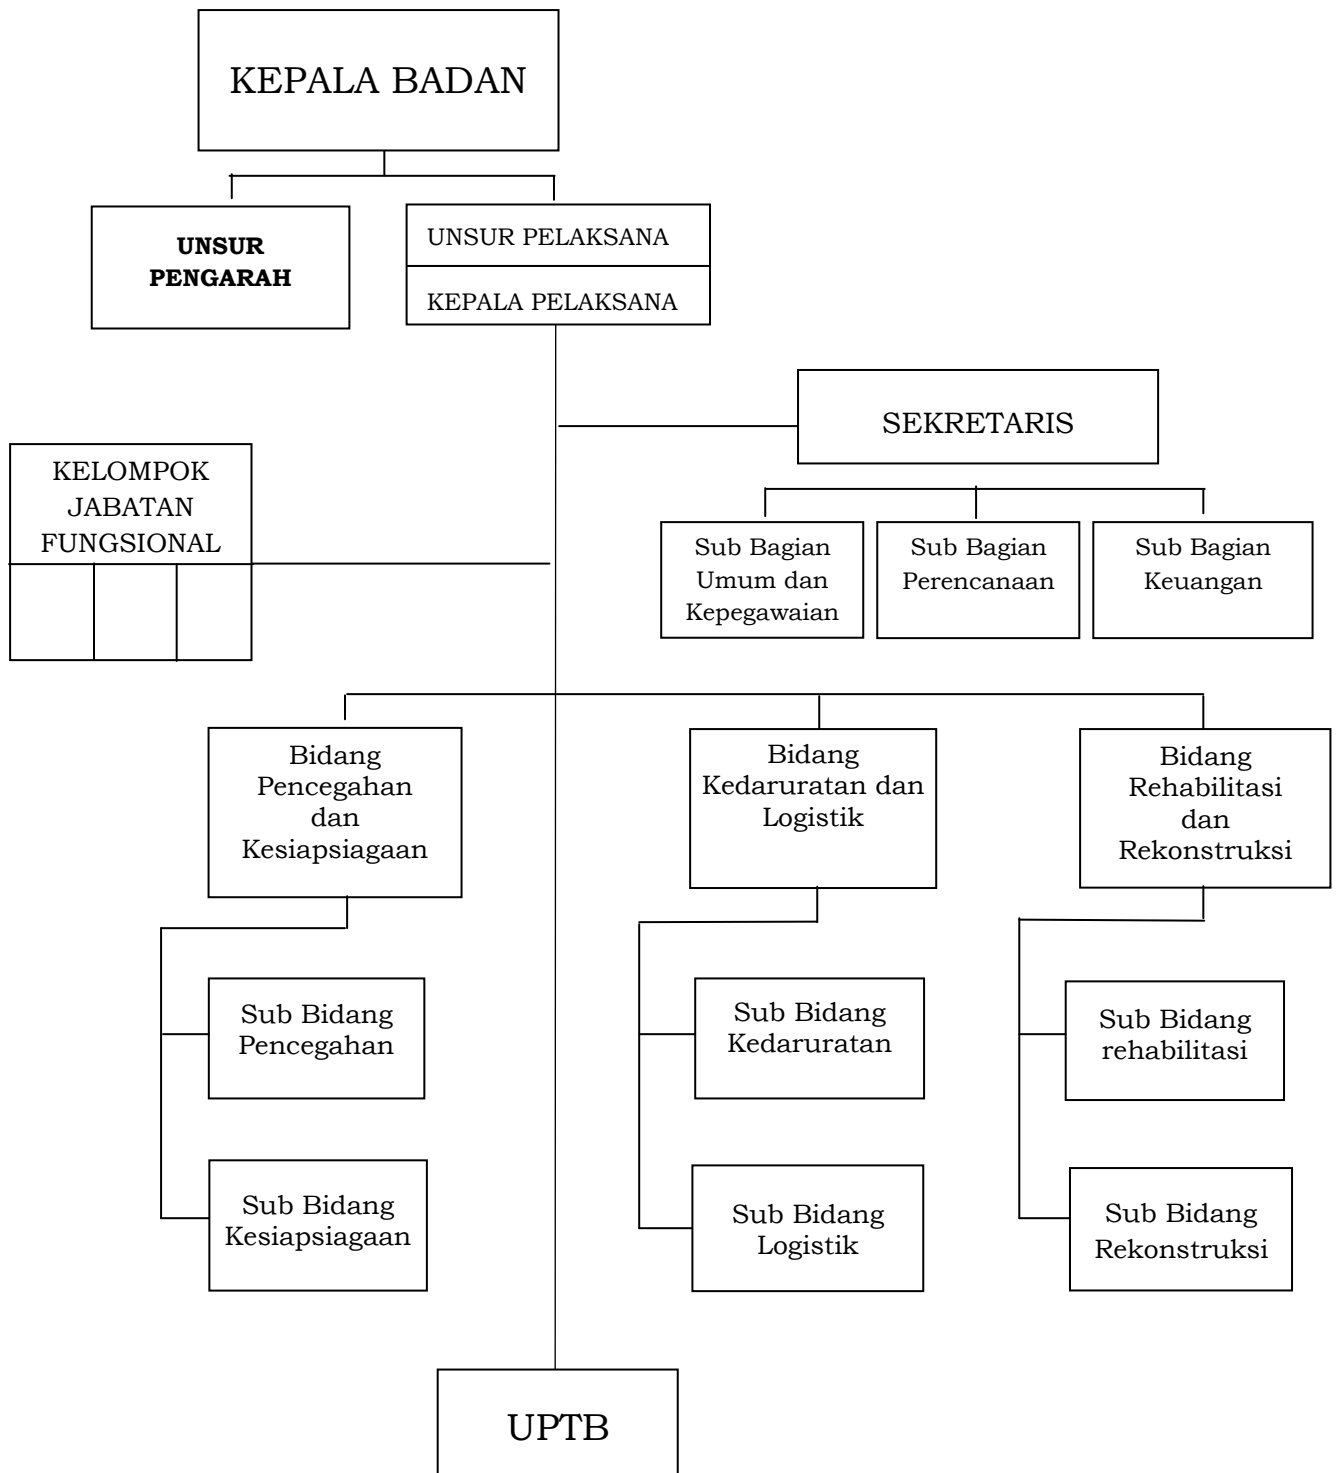 KEPALA BADAN
UNSUR
PENGARAH
UNSUR PELAKSANA
KEPALA PELAKSANA
SEKRETARIS
KELOMPOK
JABATAN
FUNGSIONAL
Sub Bagian
Umum dan
Kepegawaian
Sub Bagian
Perencanaan
Sub Bagian
Keuangan
Bidang
Pencegahan
dan
Kesiapsiagaan
Bidang
Kedaruratan dan
Logistik
Bidang
Rehabilitasi
dan
Rekonstruksi
Sub Bidang
Pencegahan
Sub Bidang
Kedaruratan
Sub Bidang
rehabilitasi
Sub Bidang
Kesiapsiagaan
Sub Bidang
Logistik
Sub Bidang
Rekonstruksi
UPTB